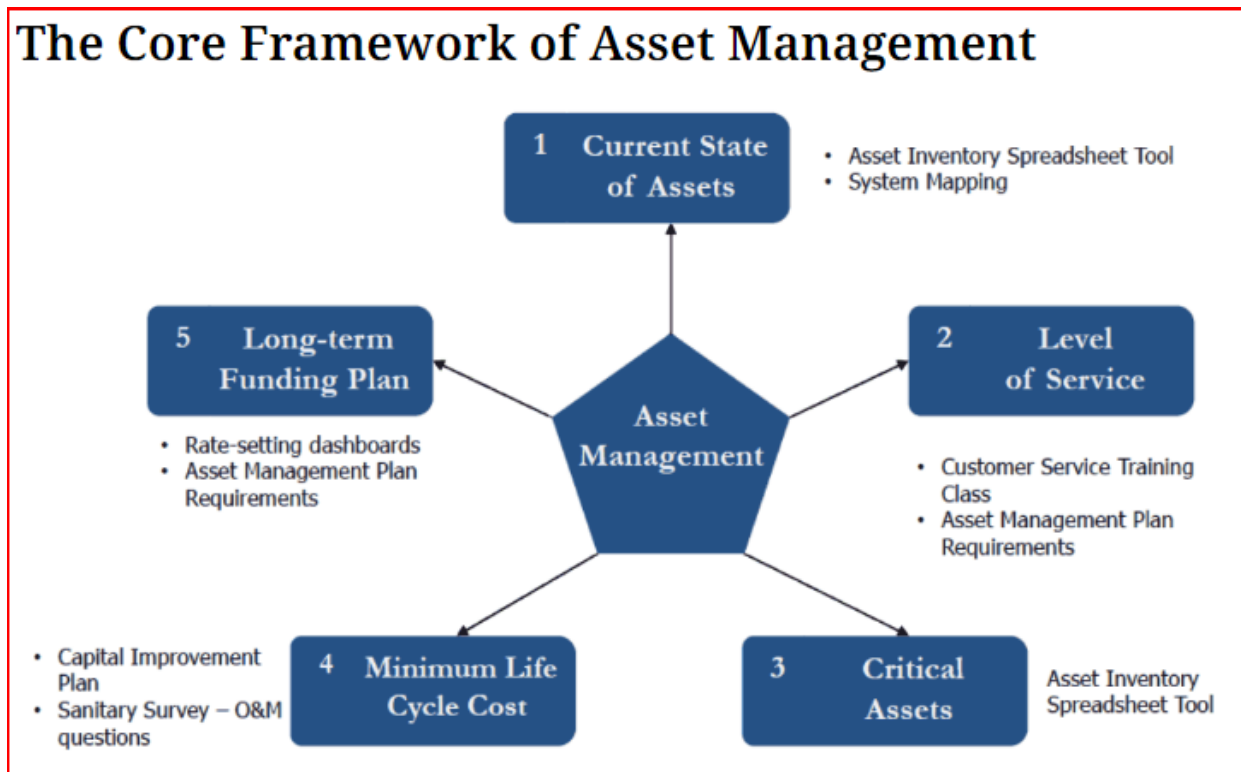 The Core Framework of Asset Management
1 Current State
of Assets
• Asset Inventory Spreadsheet Tool
• System Mapping
5 Long-term
Funding Plan
• Rate-setting dashboards
• Asset Management Plan
Requirements
Asset
Management
2 Level
of Service
• Customer Service Training
Class
• Asset Management Plan
Requirements
• Capital Improvement
Plan
• Sanitary Survey – O&M
questions
4 Minimum Life
Cycle Cost
3 Critical
Assets
Asset Inventory
Spreadsheet Tool